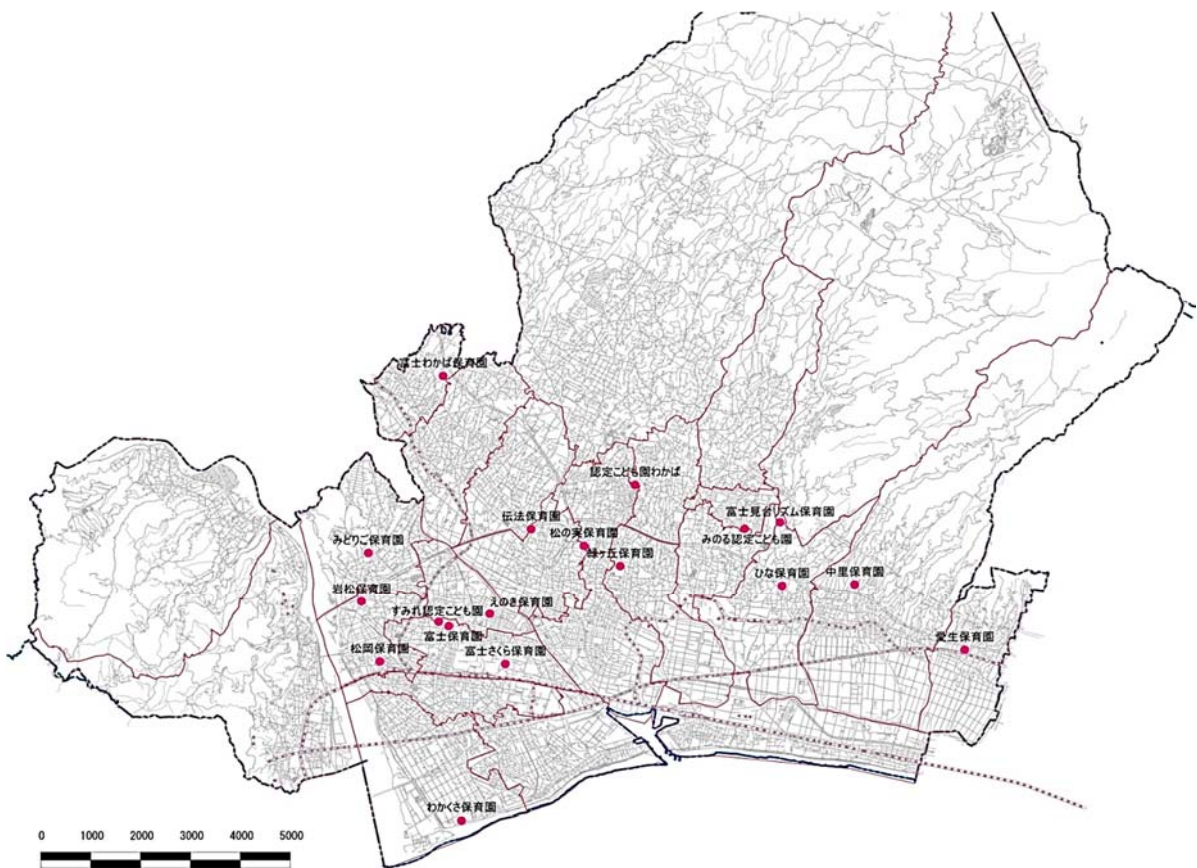 富士わかば保育園
認定こども園わかば
伝法保育園
富士見台リズム保育園
みのる認定こども園
松の実保育園
みどりご保育園
緑ヶ丘保育園
ひな保育園
中里保育園
岩松保育園
えのき保育園
すみれ認定こども園
富士保育園
松岡保育園
富士さくら保育園
愛生保育園
わかくさ保育園
0 1000 2000 3000 4000 5000